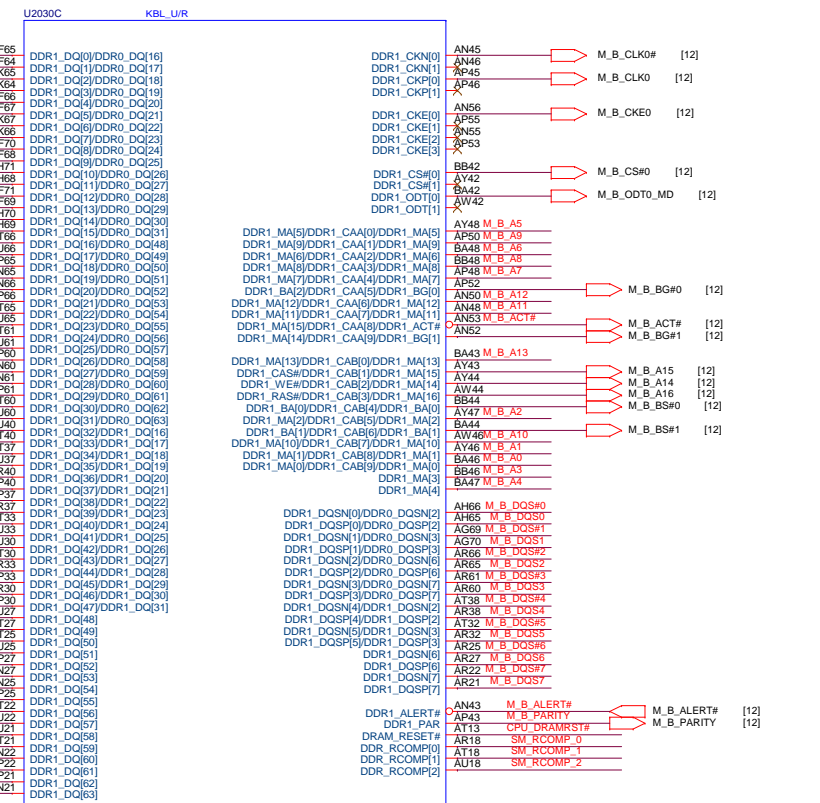 U2030C KBL_U/R
DDR1_DQ[0]/DDR0_DQ[16]
DDR1_DQ[1]/DDR0_DQ[17]
DDR1_DQ[2]/DDR0_DQ[18]
DDR1_DQ[3]/DDR0_DQ[19]
DDR1_DQ[4]/DDR0_DQ[20]
DDR1_DQ[5]/DDR0_DQ[21]
DDR1_DQ[6]/DDR0_DQ[22]
DDR1_DQ[7]/DDR0_DQ[23]
DDR1_DQ[8]/DDR0_DQ[24]
DDR1_DQ[9]/DDR0_DQ[25]
DDR1_DQ[10]/DDR0_DQ[26]
DDR1_DQ[11]/DDR0_DQ[27]
DDR1_DQ[12]/DDR0_DQ[28]
DDR1_DQ[13]/DDR0_DQ[29]
DDR1_DQ[14]/DDR0_DQ[30]
DDR1_DQ[15]/DDR0_DQ[31]
DDR1_DQ[16]/DDR0_DQ[48]
DDR1_DQ[17]/DDR0_DQ[49]
DDR1_DQ[18]/DDR0_DQ[50]
DDR1_DQ[19]/DDR0_DQ[51]
DDR1_DQ[20]/DDR0_DQ[52]
DDR1_DQ[21]/DDR0_DQ[53]
DDR1_DQ[22]/DDR0_DQ[54]
DDR1_DQ[23]/DDR0_DQ[55]
DDR1_DQ[24]/DDR0_DQ[56]
DDR1_DQ[25]/DDR0_DQ[57]
DDR1_DQ[26]/DDR0_DQ[58]
DDR1_DQ[27]/DDR0_DQ[59]
DDR1_DQ[28]/DDR0_DQ[60]
DDR1_DQ[29]/DDR0_DQ[61]
DDR1_DQ[30]/DDR0_DQ[62]
DDR1_DQ[31]/DDR0_DQ[63]
DDR1_DQ[32]/DDR1_DQ[16]
DDR1_DQ[33]/DDR1_DQ[17]
DDR1_DQ[34]/DDR1_DQ[18]
DDR1_DQ[35]/DDR1_DQ[19]
DDR1_DQ[36]/DDR1_DQ[20]
DDR1_DQ[37]/DDR1_DQ[21]
DDR1_DQ[38]/DDR1_DQ[22]
DDR1_DQ[39]/DDR1_DQ[23]
DDR1_DQ[40]/DDR1_DQ[24]
DDR1_DQ[41]/DDR1_DQ[25]
DDR1_DQ[42]/DDR1_DQ[26]
DDR1_DQ[43]/DDR1_DQ[27]
DDR1_DQ[44]/DDR1_DQ[28]
DDR1_DQ[45]/DDR1_DQ[29]
DDR1_DQ[46]/DDR1_DQ[30]
DDR1_DQ[47]/DDR1_DQ[31]
DDR1_DQ[48]
DDR1_DQ[49]
DDR1_DQ[50]
DDR1_DQ[51]
DDR1_DQ[52]
DDR1_DQ[53]
DDR1_DQ[54]
DDR1_DQ[55]
DDR1_DQ[56]
DDR1_DQ[57]
DDR1_DQ[58]
DDR1_DQ[59]
DDR1_DQ[60]
DDR1_DQ[61]
DDR1_DQ[62]
DDR1_DQ[63]
DDR1_CKN[0] AN45 M_B_CLK0# [12]
DDR1_CKN[1] AN46
DDR1_CKP[0] AP45 M_B_CLK0 [12]
DDR1_CKP[1] AP46
DDR1_CKE[0] AN56 M_B_CKE0 [12]
DDR1_CKE[1] AP55
DDR1_CKE[2] AN55
DDR1_CKE[3] AP53
DDR1_CS#[0] BB42 M_B_CS#0 [12]
DDR1_CS#[1] AY42
DDR1_ODT[0] BA42 M_B_ODT0_MD [12]
DDR1_ODT[1] AW42
DDR1_MA[5]/DDR1_CAA[0]/DDR1_MA[5] AY48 M_B_A5
DDR1_MA[9]/DDR1_CAA[1]/DDR1_MA[9] AP50 M_B_A9
DDR1_MA[6]/DDR1_CAA[2]/DDR1_MA[6] BA48 M_B_A6
DDR1_MA[8]/DDR1_CAA[3]/DDR1_MA[8] BB48 M_B_A8
DDR1_MA[7]/DDR1_CAA[4]/DDR1_MA[7] AP48 M_B_A7
DDR1_BA[2]/DDR1_CAA[5]/DDR1_BG[0] AP52 M_B_BG#0 [12]
DDR1_MA[12]/DDR1_CAA[6]/DDR1_MA[12] AN50 M_B_A12
DDR1_MA[11]/DDR1_CAA[7]/DDR1_MA[11] AN48 M_B_A11
DDR1_MA[15]/DDR1_CAA[8]/DDR1_ACT# AN53 M_B_ACT# M_B_ACT# [12]
DDR1_MA[14]/DDR1_CAA[9]/DDR1_BG[1] AN52 M_B_BG#1 [12]
DDR1_MA[13]/DDR1_CAB[0]/DDR1_MA[13] BA43 M_B_A13
DDR1_CAS#/DDR1_CAB[1]/DDR1_MA[15] AY43 M_B_A15 [12]
DDR1_WE#/DDR1_CAB[2]/DDR1_MA[14] AY44 M_B_A14 [12]
DDR1_RAS#/DDR1_CAB[3]/DDR1_MA[16] AW44 M_B_A16 [12]
DDR1_BA[0]/DDR1_CAB[4]/DDR1_BA[0] BB44 M_B_BS#0 [12]
DDR1_MA[2]/DDR1_CAB[5]/DDR1_MA[2] AY47 M_B_A2
DDR1_BA[1]/DDR1_CAB[6]/DDR1_BA[1] BA44 M_B_BS#1 [12]
DDR1_MA[10]/DDR1_CAB[7]/DDR1_MA[10] AW46 M_B_A10
DDR1_MA[1]/DDR1_CAB[8]/DDR1_MA[1] AY46 M_B_A1
DDR1_MA[0]/DDR1_CAB[9]/DDR1_MA[0] BA46 M_B_A0
DDR1_MA[3] BB46 M_B_A3
DDR1_MA[4] BA47 M_B_A4
DDR1_DQSN[0]/DDR0_DQSN[2] AH66 M_B_DQS#0
DDR1_DQSP[0]/DDR0_DQSP[2] AH65 M_B_DQS0
DDR1_DQSN[1]/DDR0_DQSN[3] AG69 M_B_DQS#1
DDR1_DQSP[1]/DDR0_DQSP[3] AG70 M_B_DQS1
DDR1_DQSN[2]/DDR0_DQSN[6] AR66 M_B_DQS#2
DDR1_DQSP[2]/DDR0_DQSP[6] AR65 M_B_DQS2
DDR1_DQSN[3]/DDR0_DQSN[7] AR61 M_B_DQS#3
DDR1_DQSP[3]/DDR0_DQSP[7] AR60 M_B_DQS3
DDR1_DQSN[4]/DDR1_DQSN[2] AT38 M_B_DQS#4
DDR1_DQSP[4]/DDR1_DQSP[2] AR38 M_B_DQS4
DDR1_DQSN[5]/DDR1_DQSN[3] AT32 M_B_DQS#5
DDR1_DQSP[5]/DDR1_DQSP[3] AR32 M_B_DQS5
DDR1_DQSN[6] AR25 M_B_DQS#6
DDR1_DQSP[6] AR27 M_B_DQS6
DDR1_DQSN[7] AR22 M_B_DQS#7
DDR1_DQSP[7] AR21 M_B_DQS7
DDR1_ALERT# AN43 M_B_ALERT# M_B_ALERT# [12]
DDR1_PAR AP43 M_B_PARITY M_B_PARITY [12]
DRAM_RESET# AT13 CPU_DRAMRST#
DDR_RCOMP[0] AR18 SM_RCOMP_0
DDR_RCOMP[1] AT18 SM_RCOMP_1
DDR_RCOMP[2] AU18 SM_RCOMP_2